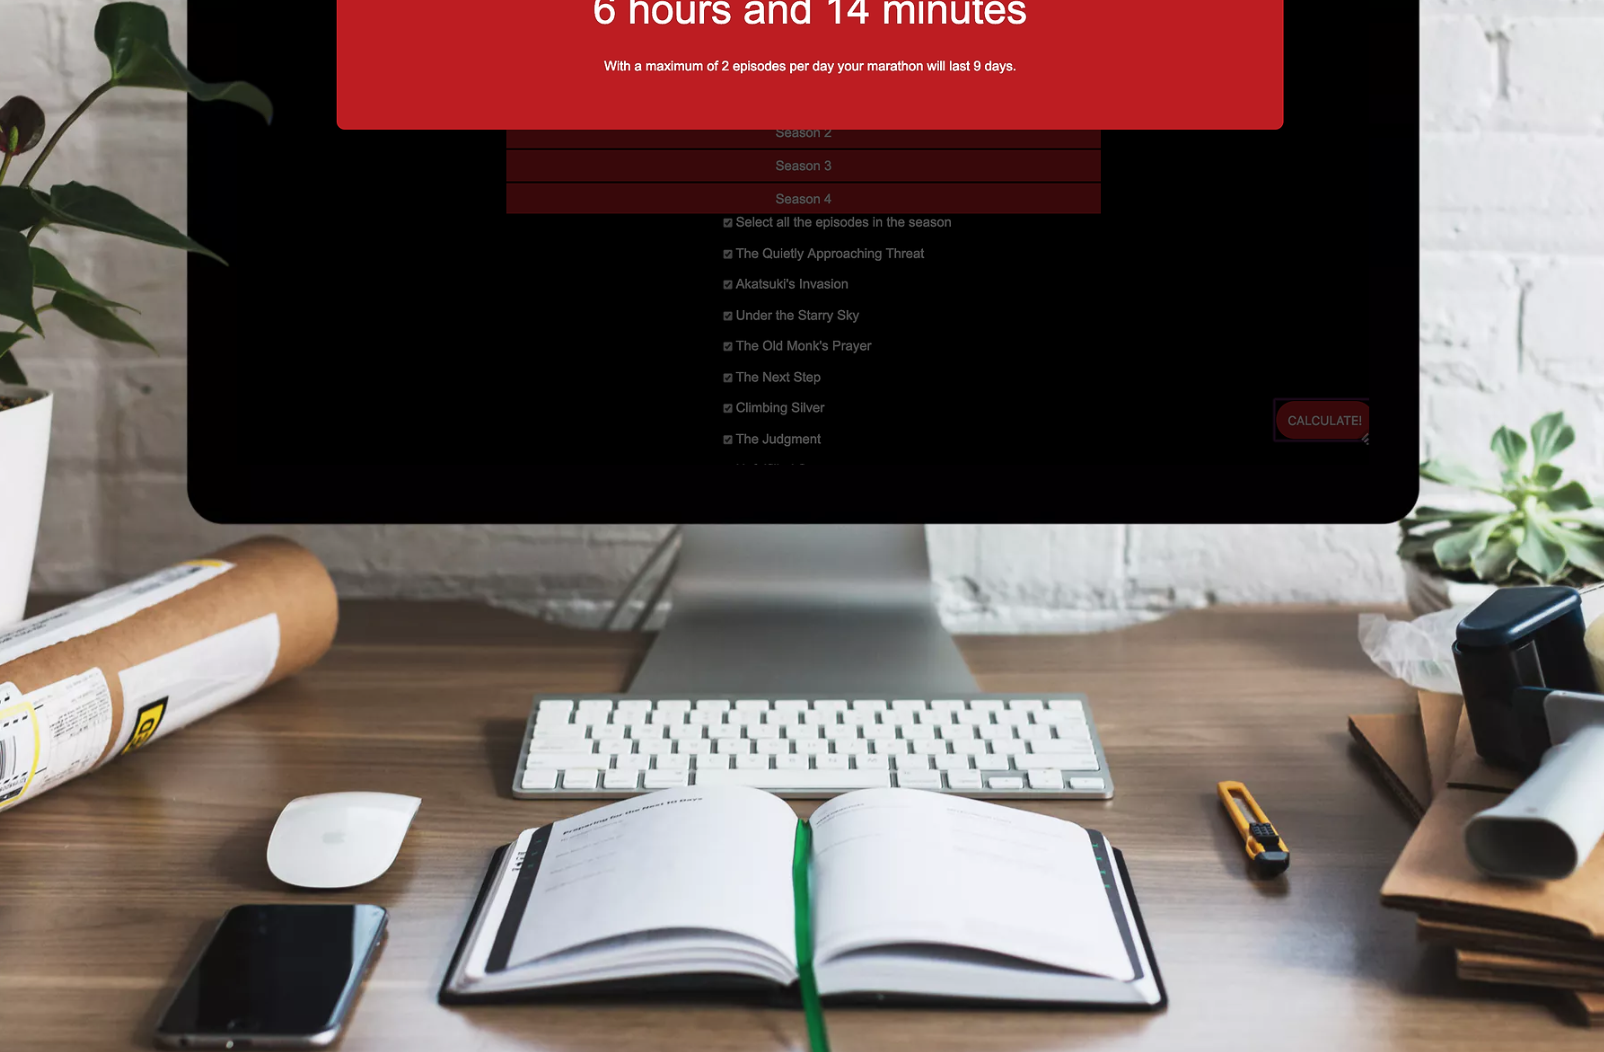 6 hours and 14 minutes
With a maximum of 2 episodes per day your marathon will last 9 days.
Season 2
Season 3
Season 4
Select all the episodes in the season
The Quietly Approaching Threat
Akatsuki's Invasion
Under the Starry Sky
The Old Monk's Prayer
The Next Step
Climbing Silver
CALCULATE!
The Judgment
Preparing for the Next 10 Days